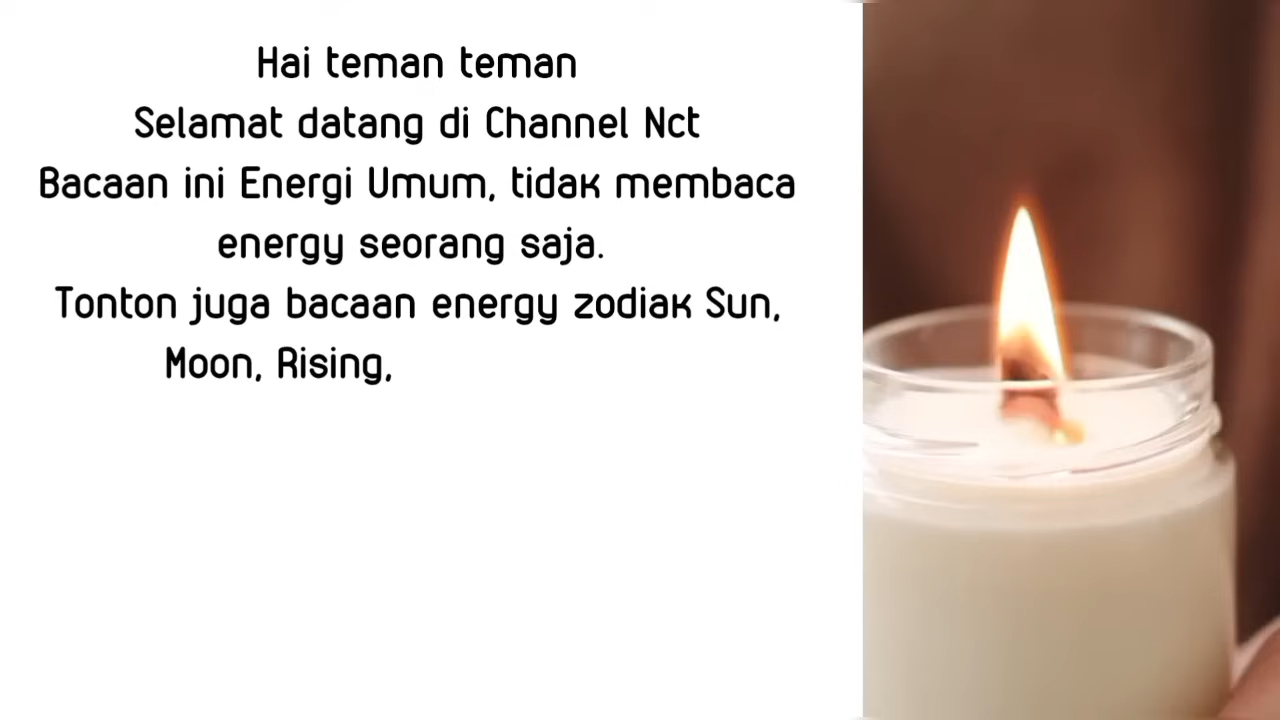 Hai teman teman
Selamat datang di Channel Nct
Bacaan ini Energi Umum, tidak membaca
energy seorang saja.
Tonton juga bacaan energy zodiak Sun,
Moon, Rising,